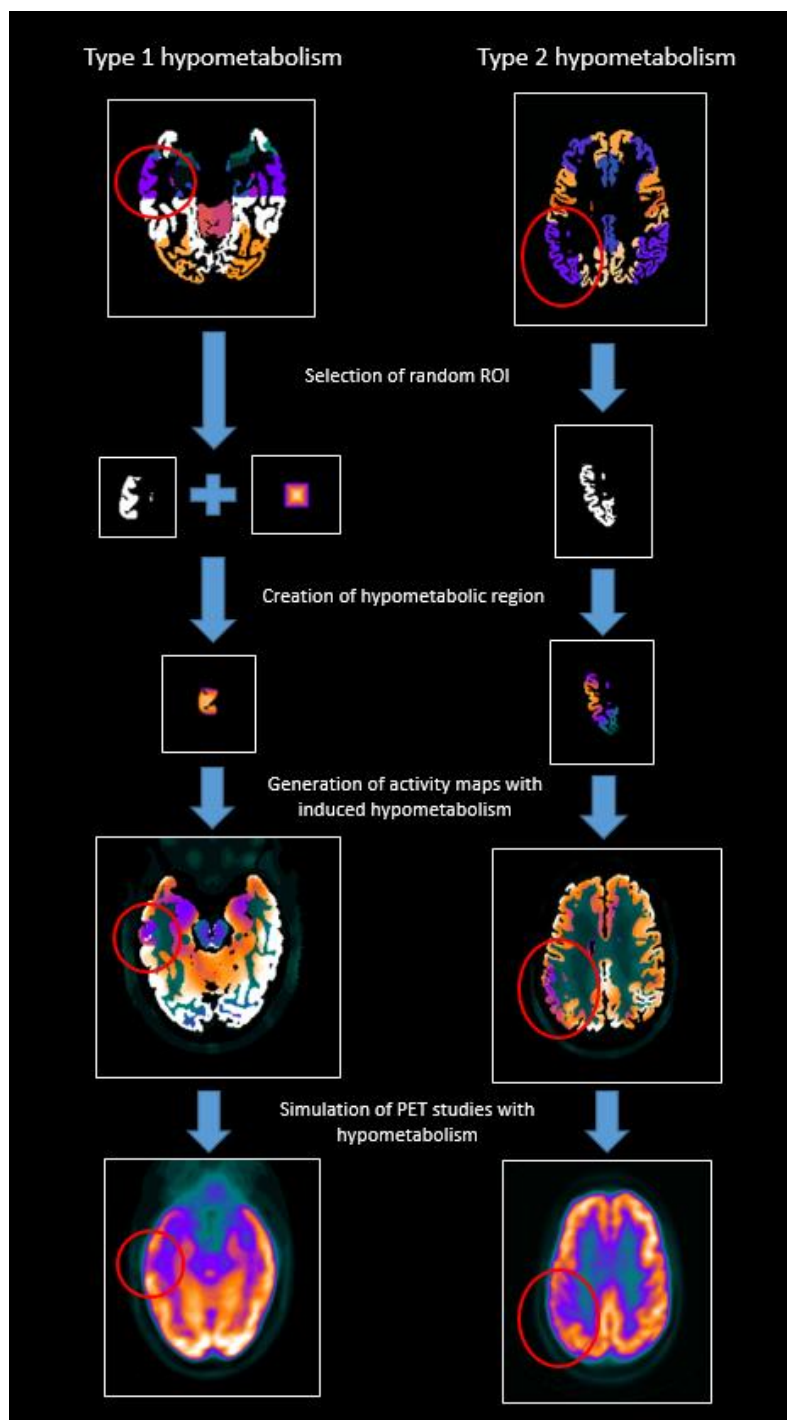 Type 1 hypometabolism
Type 2 hypometabolism
Selection of random ROI
Creation of hypometabolic region
Generation of activity maps with
induced hypometabolism
Simulation of PET studies with
hypometabolism